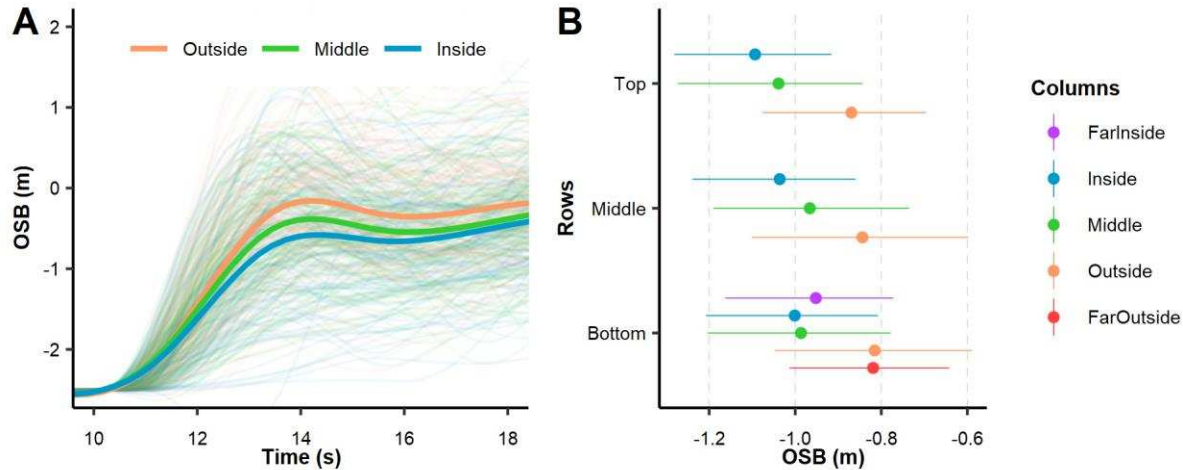 A
Outside Middle Inside
2
1
0
-1
-2
OSB (m)
10 12 14 16 18
Time (s)
B
Top
Middle
Bottom
Rows
-1.2 -1.0 -0.8 -0.6
OSB (m)
Columns
FarInside
Inside
Middle
Outside
FarOutside